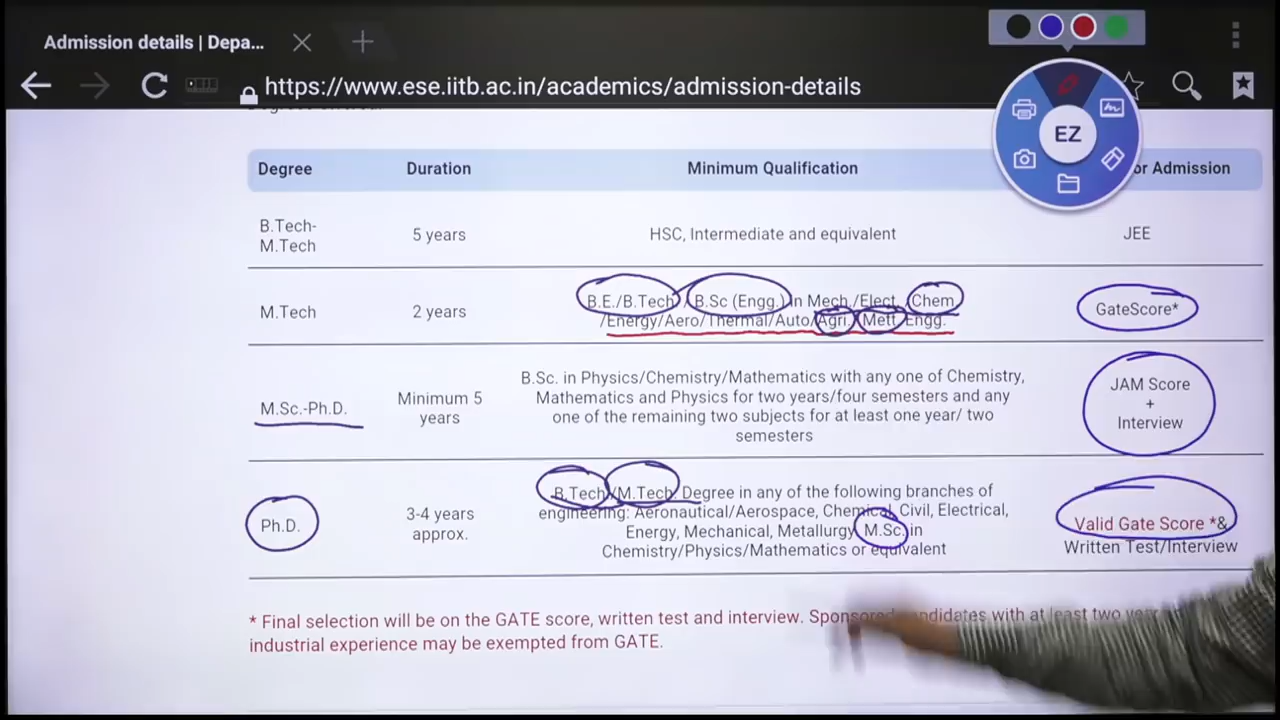 Admission details | Depa...
https://www.ese.iitb.ac.in/academics/admission-details
EZ
Degree Duration Minimum Qualification or Admission
B.Tech-
M.Tech
5 years
HSC, Intermediate and equivalent
JEE
M.Tech
2 years
B.E./B.Tech / B.Sc (Engg.) in Mech./Elect. /Chem
/Energy/Aero/Thermal/Auto/Agri./Mett Engg.
GateScore*
M.Sc.-Ph.D.
Minimum 5
years
B.Sc. in Physics/Chemistry/Mathematics with any one of Chemistry,
Mathematics and Physics for two years/four semesters and any
one of the remaining two subjects for at least one year/ two
semesters
JAM Score
+
Interview
Ph.D.
3-4 years
approx.
B.Tech./M.Tech. Degree in any of the following branches of
engineering: Aeronautical/Aerospace, Chemical, Civil, Electrical,
Energy, Mechanical, Metallurgy, M.Sc. in
Chemistry/Physics/Mathematics or equivalent
Valid Gate Score *&
Written Test/Interview
* Final selection will be on the GATE score, written test and interview. Sponsored candidates with at least two year
industrial experience may be exempted from GATE.